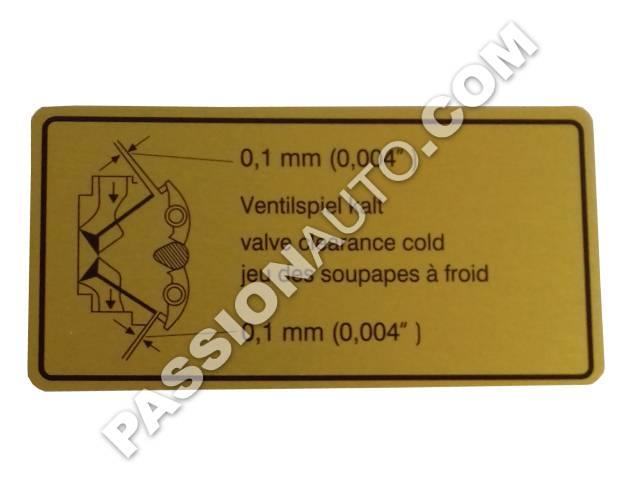 0,1 mm (0,004″ )
Ventilspiel kalt
valve clearance cold
jeu des soupapes à froid
0,1 mm (0,004″ )
PASSIONAUTO.COM